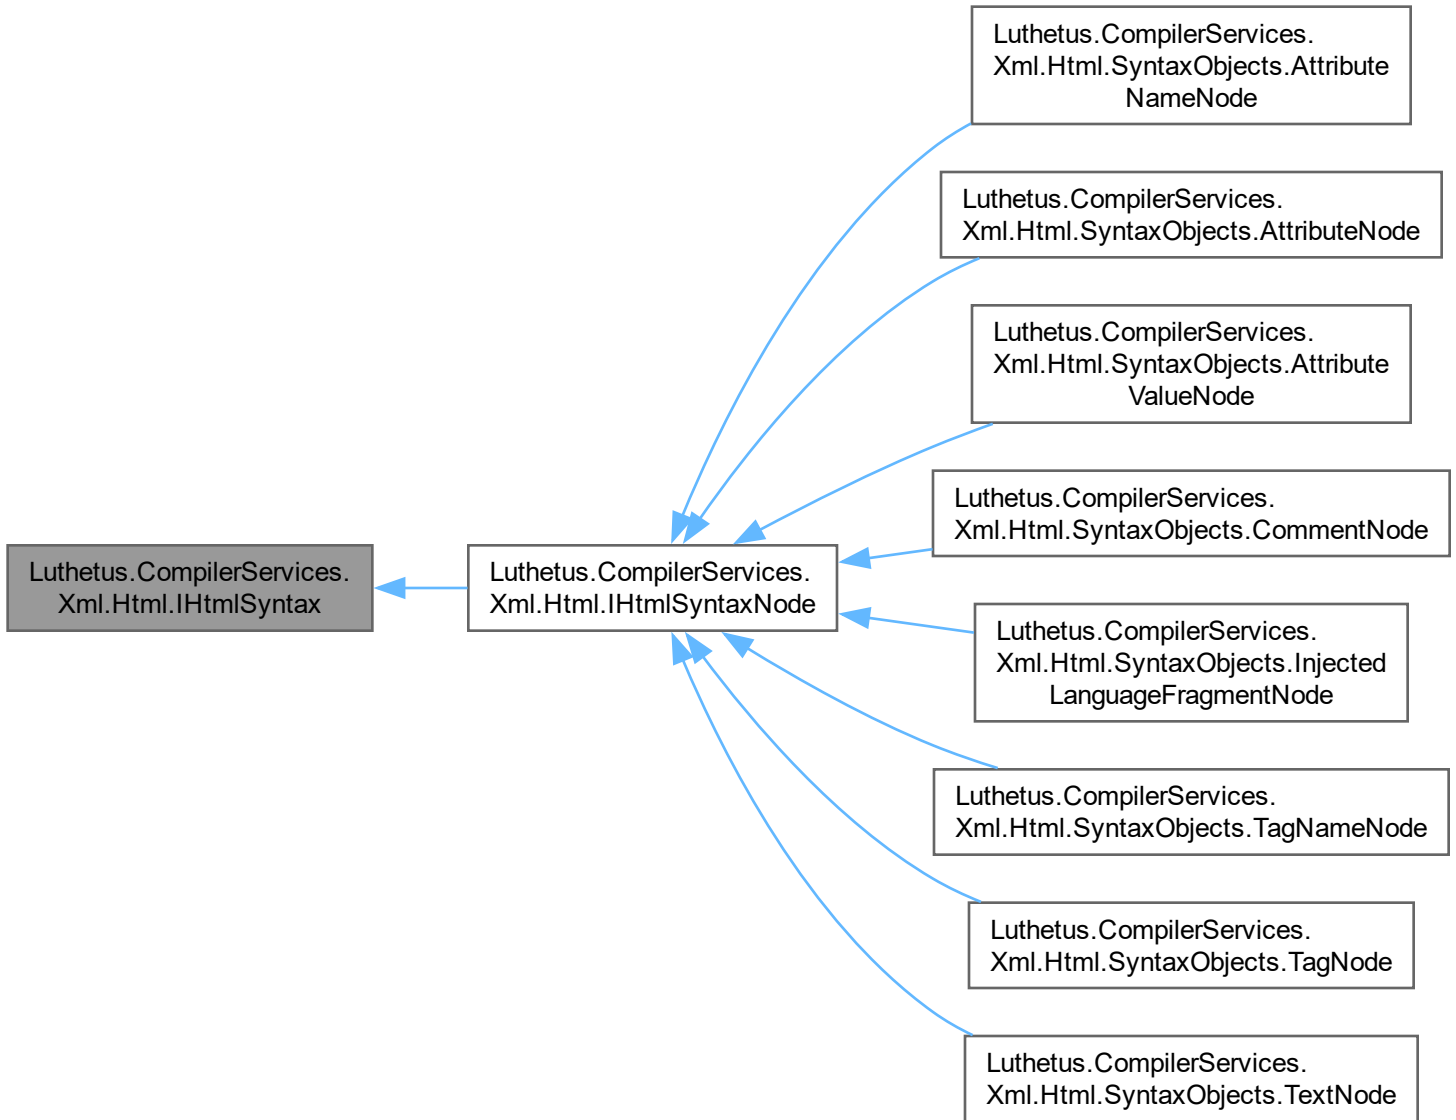 Luthetus.CompilerServices.
Xml.Html.SyntaxObjects.Attribute
NameNode
Luthetus.CompilerServices.
Xml.Html.SyntaxObjects.AttributeNode
Luthetus.CompilerServices.
Xml.Html.SyntaxObjects.Attribute
ValueNode
Luthetus.CompilerServices.
Xml.Html.SyntaxObjects.CommentNode
Luthetus.CompilerServices.
Xml.Html.IHtmlSyntax
Luthetus.CompilerServices.
Xml.Html.IHtmlSyntaxNode
Luthetus.CompilerServices.
Xml.Html.SyntaxObjects.Injected
LanguageFragmentNode
Luthetus.CompilerServices.
Xml.Html.SyntaxObjects.TagNameNode
Luthetus.CompilerServices.
Xml.Html.SyntaxObjects.TagNode
Luthetus.CompilerServices.
Xml.Html.SyntaxObjects.TextNode